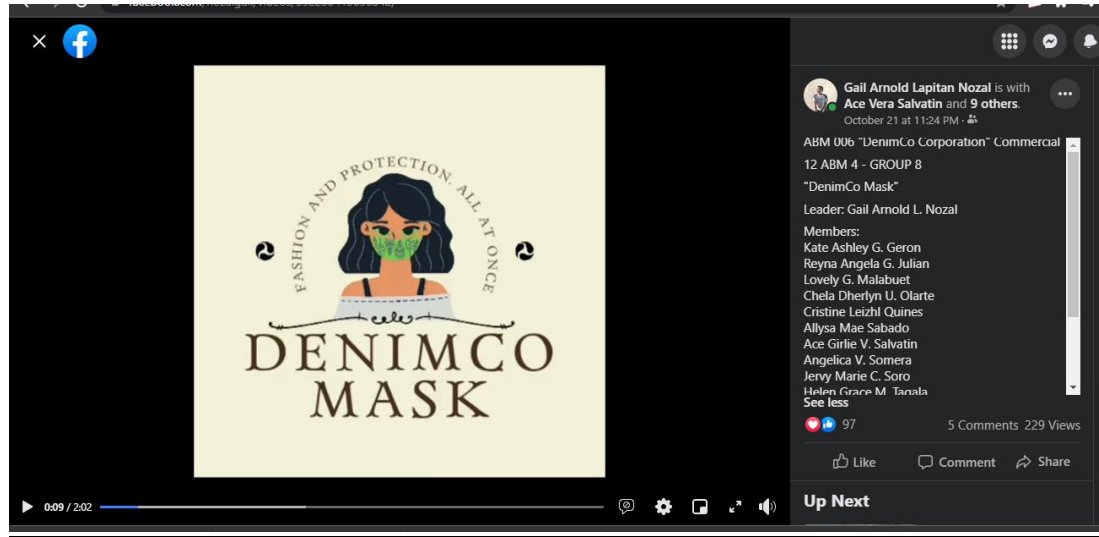 FASHION AND PROTECTION. ALL AT ONCE
DENIMCO
MASK
0:09 / 2:02
Gail Arnold Lapitan Nozal is with
Ace Vera Salvatin and 9 others.
October 21 at 11:24 PM ·
ABM 006 "DenimCo Corporation" Commercial
12 ABM 4 - GROUP 8
"DenimCo Mask"
Leader: Gail Arnold L. Nozal
Members:
Kate Ashley G. Geron
Reyna Angela G. Julian
Lovely G. Malabuet
Chela Dherlyn U. Olarte
Cristine Leizhl Quines
Allysa Mae Sabado
Ace Girlie V. Salvatin
Angelica V. Somera
Jervy Marie C. Soro
Helen Grace M. Tagala
See less
97
5 Comments 229 Views
Like Comment Share
Up Next